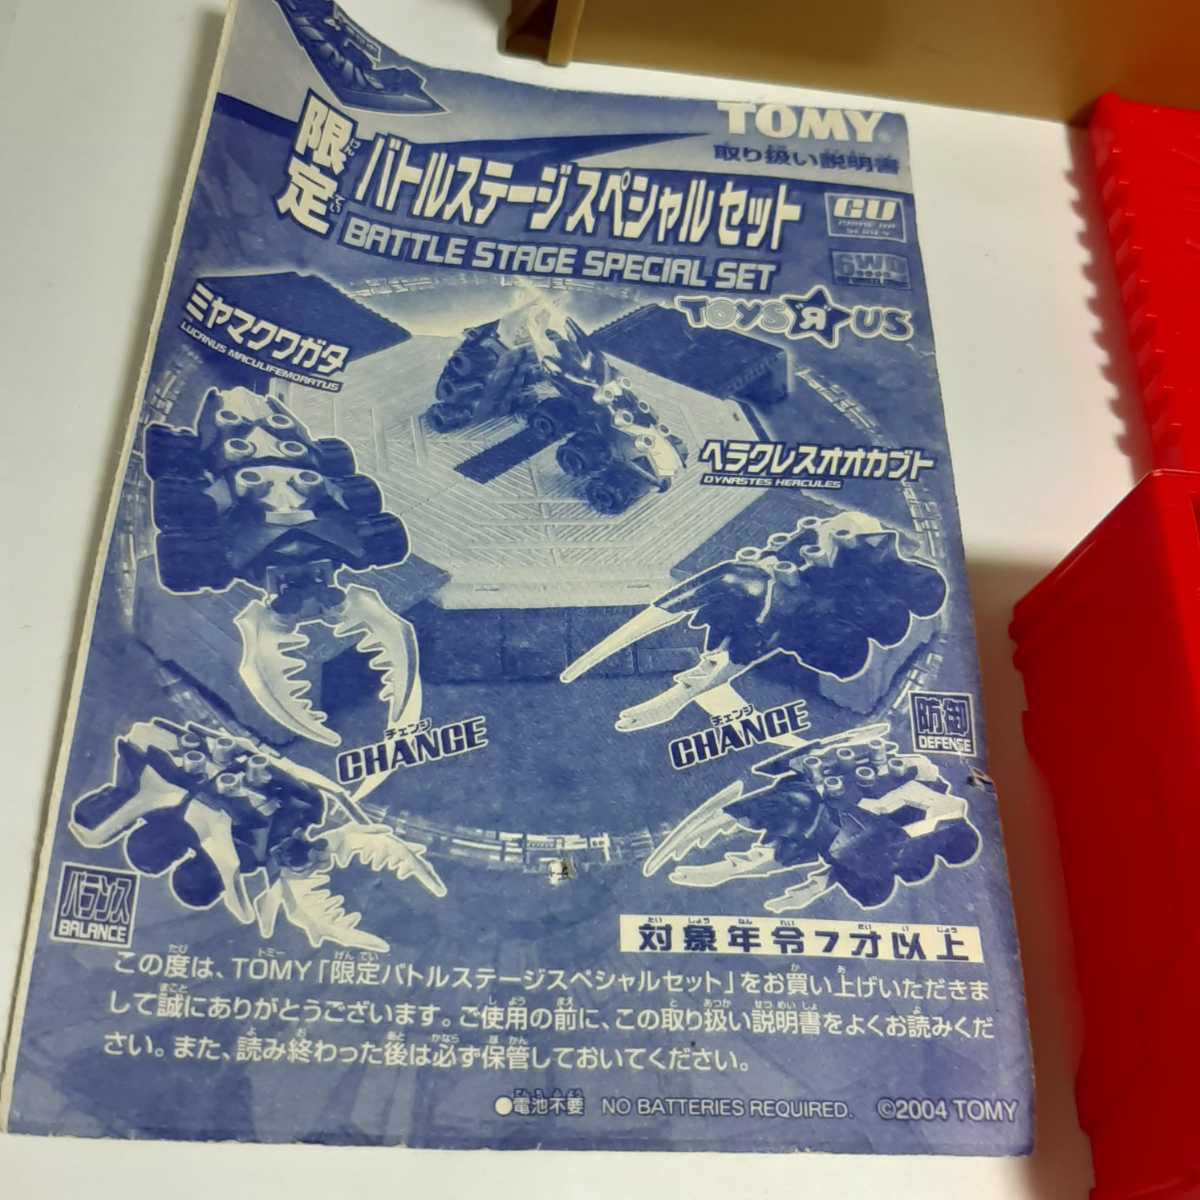 TOMY
取り扱い説明書
限定
バトルステージスペシャルセット
BATTLE STAGE SPECIAL SET
GU
SERIES
6WD
TOYSЯUS
ミヤマクワガタ
LUCANUS MACULIFEMORATUS
ヘラクレスオオカブト
DYNASTES HERCULES
チェンジ
CHANGE
チェンジ
CHANGE
防御
DEFENSE
バランス
BALANCE
対象年令7才以上
この度は、TOMY「限定バトルステージスペシャルセット」をお買い上げいただきま
して誠にありがとうございます。ご使用の前に、この取り扱い説明書をよくお読みくだ
さい。また、読み終わった後は必ず保管しておいてください。
●電池不要 NO BATTERIES REQUIRED. ©2004 TOMY